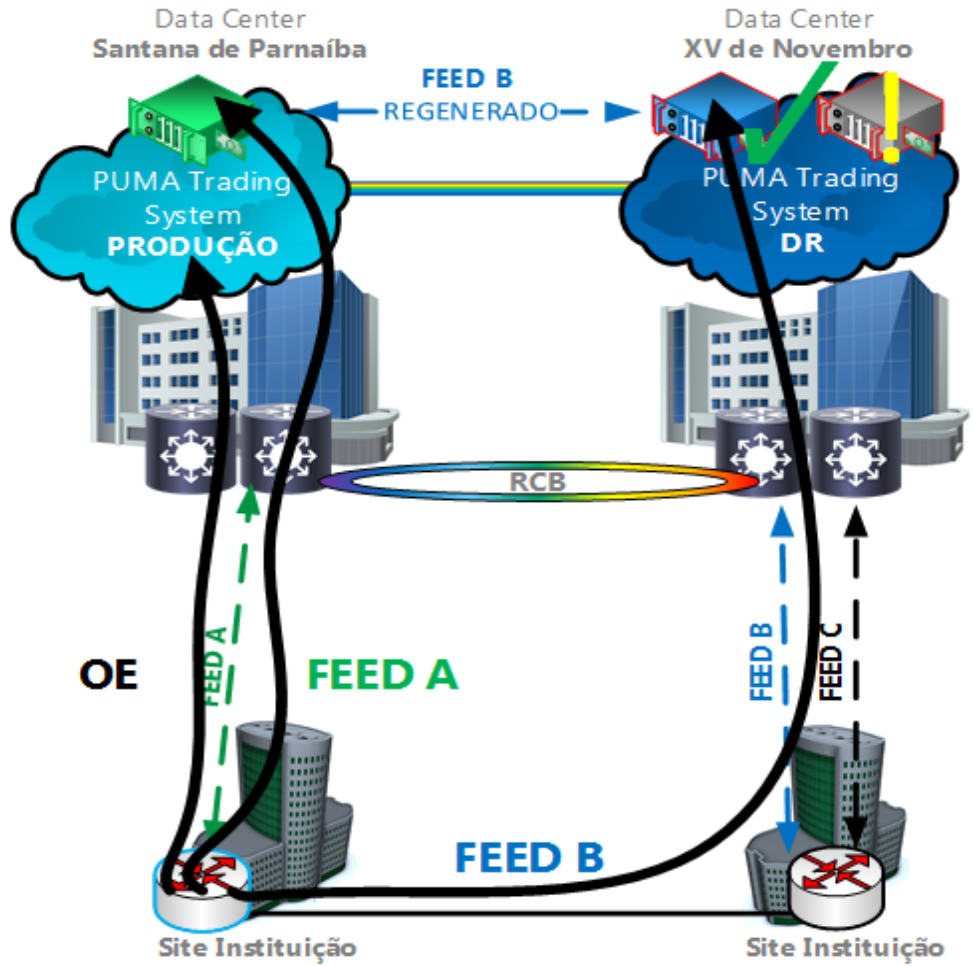 Data Center
Santana de Parnaíba
Data Center
XV de Novembro
FEED B
REGENERADO
PUMA Trading
System
PRODUÇÃO
PUMA Trading
System
DR
RCB
OE
FEED A
FEED A
FEED B
FEED C
FEED B
Site Instituição
Site Instituição